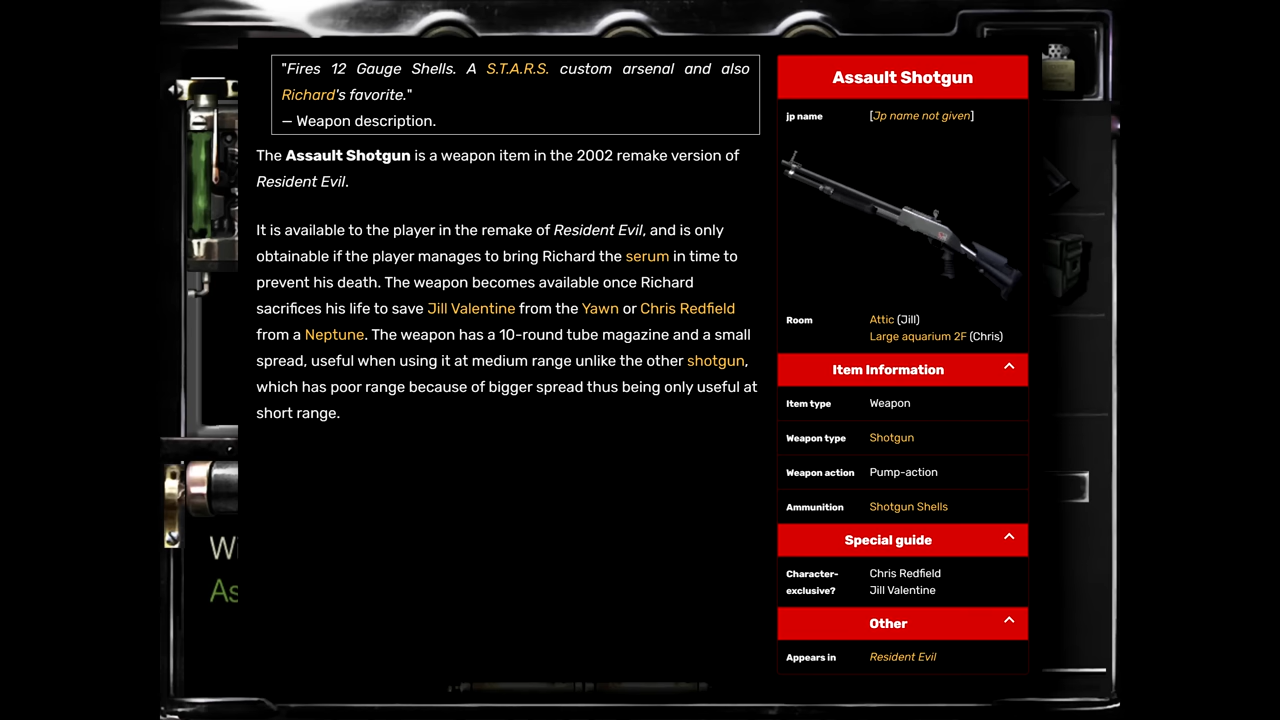 "Fires 12 Gauge Shells. A S.T.A.R.S. custom arsenal and also
Richard's favorite."
— Weapon description.
The Assault Shotgun is a weapon item in the 2002 remake version of
Resident Evil.
It is available to the player in the remake of Resident Evil, and is only
obtainable if the player manages to bring Richard the serum in time to
prevent his death. The weapon becomes available once Richard
sacrifices his life to save Jill Valentine from the Yawn or Chris Redfield
from a Neptune. The weapon has a 10-round tube magazine and a small
spread, useful when using it at medium range unlike the other shotgun,
which has poor range because of bigger spread thus being only useful at
short range.
Assault Shotgun
jp name [Jp name not given]
Room Attic (Jill)
Large aquarium 2F (Chris)
Item Information
Item type Weapon
Weapon type Shotgun
Weapon action Pump-action
Ammunition Shotgun Shells
Special guide
Character- Chris Redfield
exclusive? Jill Valentine
Other
Appears in Resident Evil
Wi
As